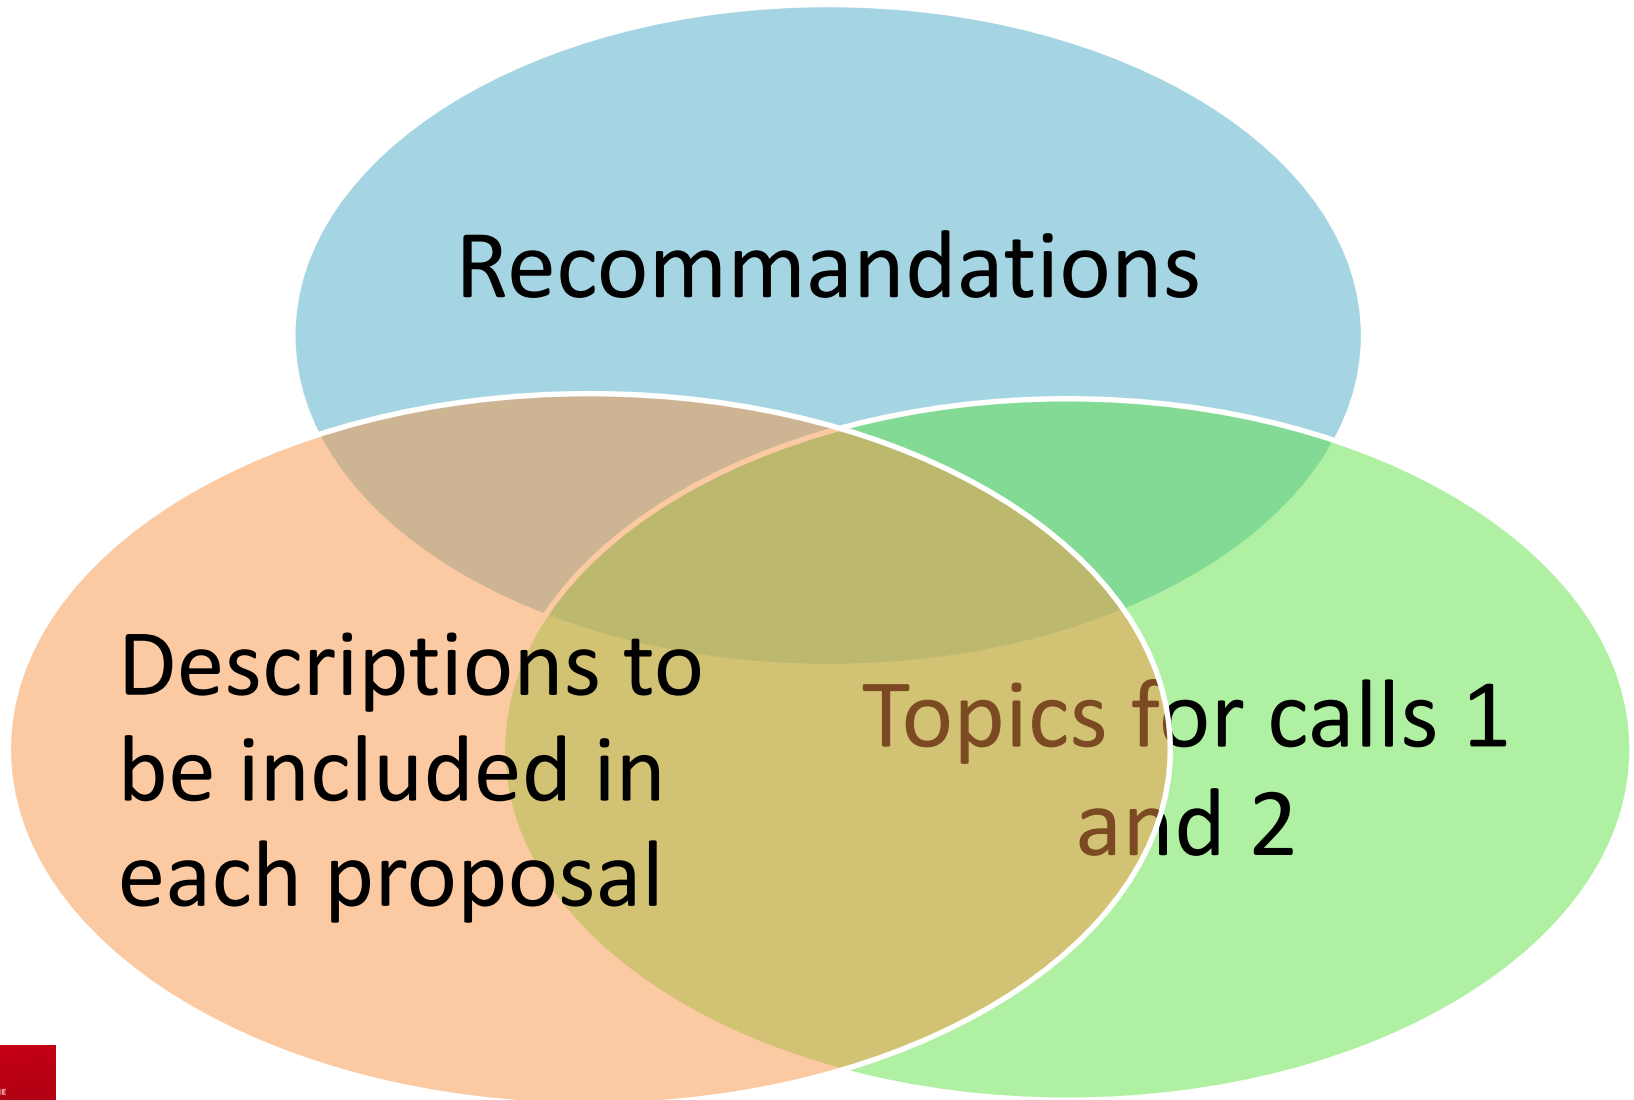 Recommandations
Descriptions to
be included in
each proposal
Topics for calls 1
and 2